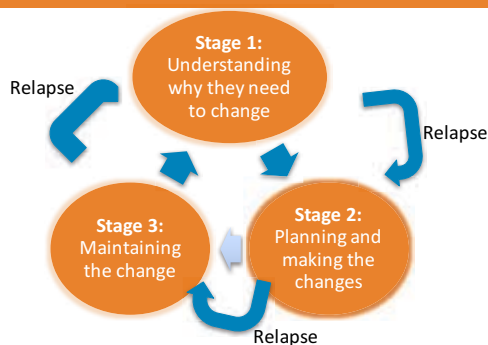 Stage 1:
Understanding
why they need
to change
Relapse
Relapse
Stage 3:
Maintaining
the change
Stage 2:
Planning and
making the
changes
Relapse